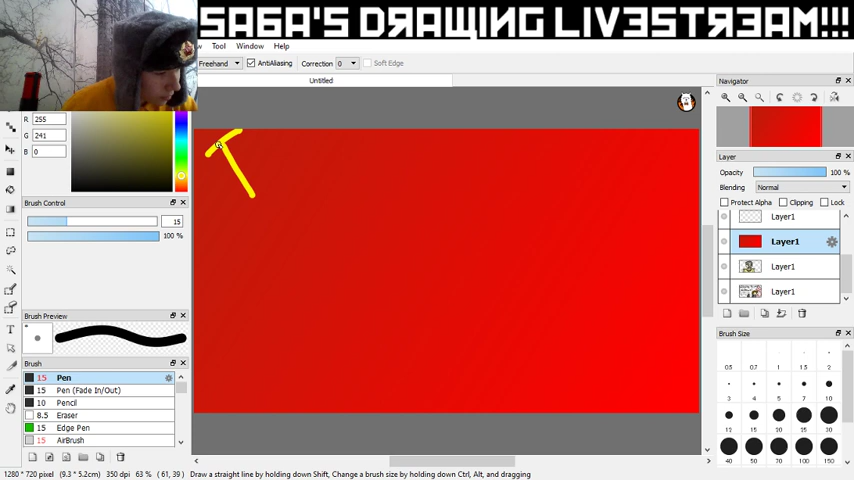 SAGA'S DЯAШIИG LIVƎSTЯEAM!!!
w Tool Window Help
Freehand AntiAliasing Correction 0 Soft Edge
Untitled
Navigator
R 255
G 241
B 0
Layer
Opacity 100 %
Blending Normal
Protect Alpha Clipping Lock
Layer1
Layer1
Layer1
Layer1
Brush Control
15
100 %
Brush Preview
Brush
15 Pen
15 Pen (Fade In/Out)
10 Pencil
8.5 Eraser
15 Edge Pen
15 AirBrush
Brush Size
0.5 0.7 1 1.5 2
3 4 5 7 10
12 15 20 25 30
40 50 70 100 150
1280 * 720 pixel (9.3 * 5.2cm) 350 dpi 63 % ( 61, 39 ) Draw a straight line by holding down Shift, Change a brush size by holding down Ctrl, Alt, and dragging